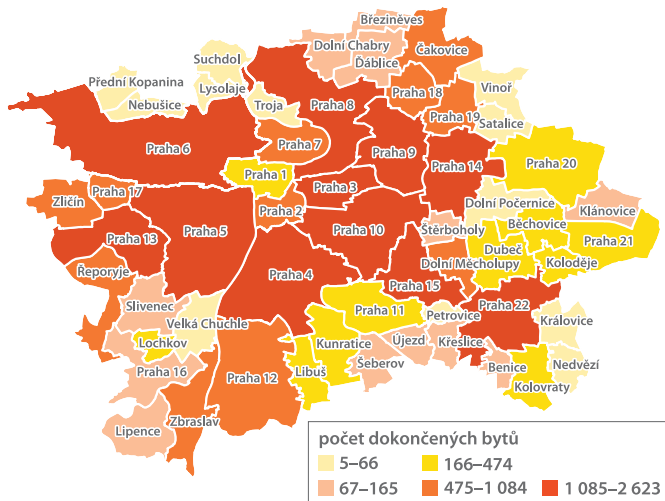 Březiněves
Dolní Chabry
Čakovice
Ďáblice
Suchdol
Přední Kopanina
Lysolaje
Vinoř
Nebušice
Troja
Praha 8
Praha 18
Praha 19
Satalice
Praha 6
Praha 7
Praha 9
Praha 14
Praha 20
Praha 1
Praha 3
Praha 17
Zličín
Praha 2
Dolní Počernice
Klánovice
Praha 5
Praha 10
Štěrboholy
Běchovice
Praha 13
Praha 21
Dubeč
Dolní Měcholupy
Koloděje
Řeporyje
Praha 4
Praha 15
Slivenec
Praha 22
Praha 11
Petrovice
Velká Chuchle
Královice
Lochkov
Kunratice
Újezd
Křeslice
Šeberov
Nedvězí
Praha 16
Praha 12
Libuš
Benice
Kolovraty
Zbraslav
Lipence
počet dokončených bytů
5–66
166–474
67–165
475–1 084
1 085–2 623